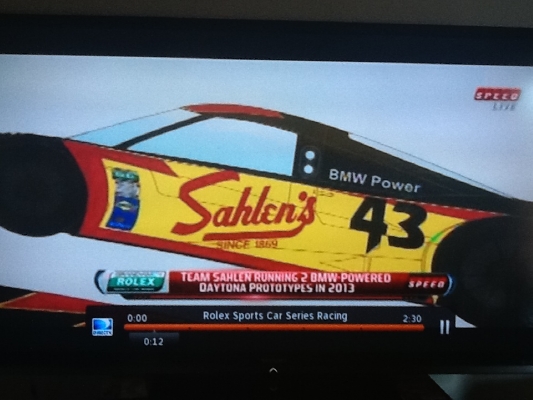 SPEED
LIVE
BMW Power
Sahlen's
SINCE 1869
43
ROLEX
TEAM SAHLEN RUNNING 2 BMW-POWERED
DAYTONA PROTOTYPES IN 2013
SPEED
0:00
Rolex Sports Car Series Racing
2:30
DIRECTV
0:12